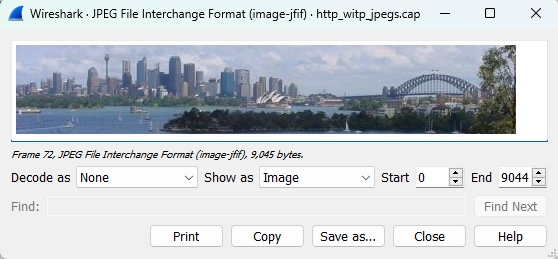 Wireshark · JPEG File Interchange Format (image-jfif) · http_witp_jpegs.cap
Frame 72, JPEG File Interchange Format (image-jfif), 9,045 bytes.
Decode as None Show as Image Start 0 End 9044
Find: Find Next
Print Copy Save as... Close Help